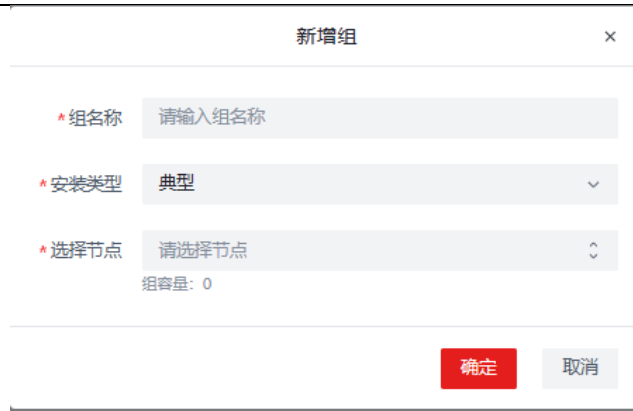 新增组 ×
*组名称 请输入组名称
*安装类型 典型
*选择节点 请选择节点
组容量：0
确定 取消